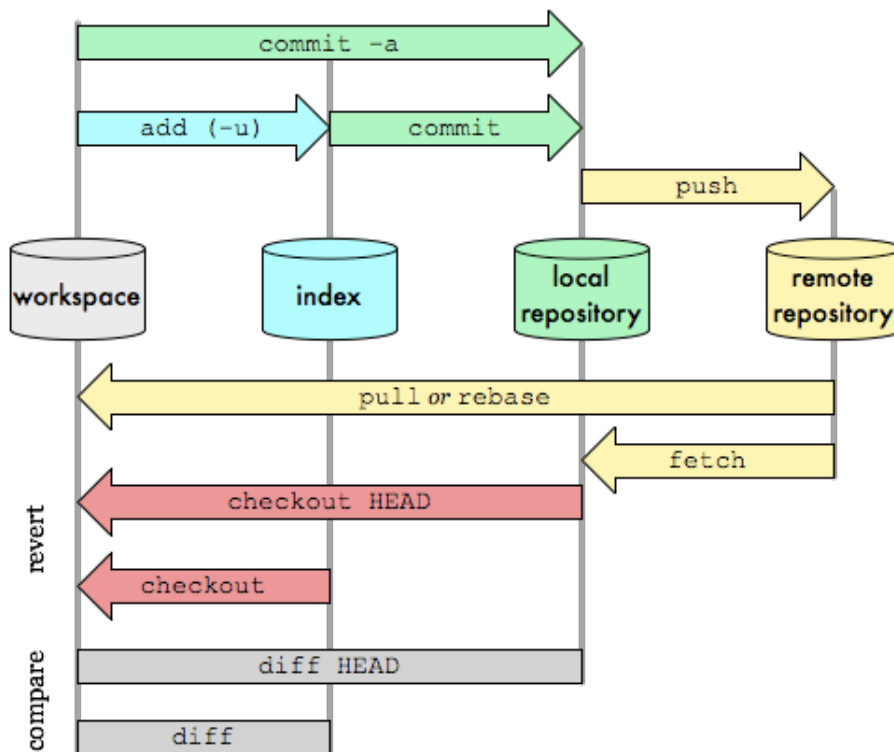 commit -a
add (-u)
commit
push
workspace
index
local
repository
remote
repository
pull or rebase
fetch
revert
checkout HEAD
checkout
compare
diff HEAD
diff